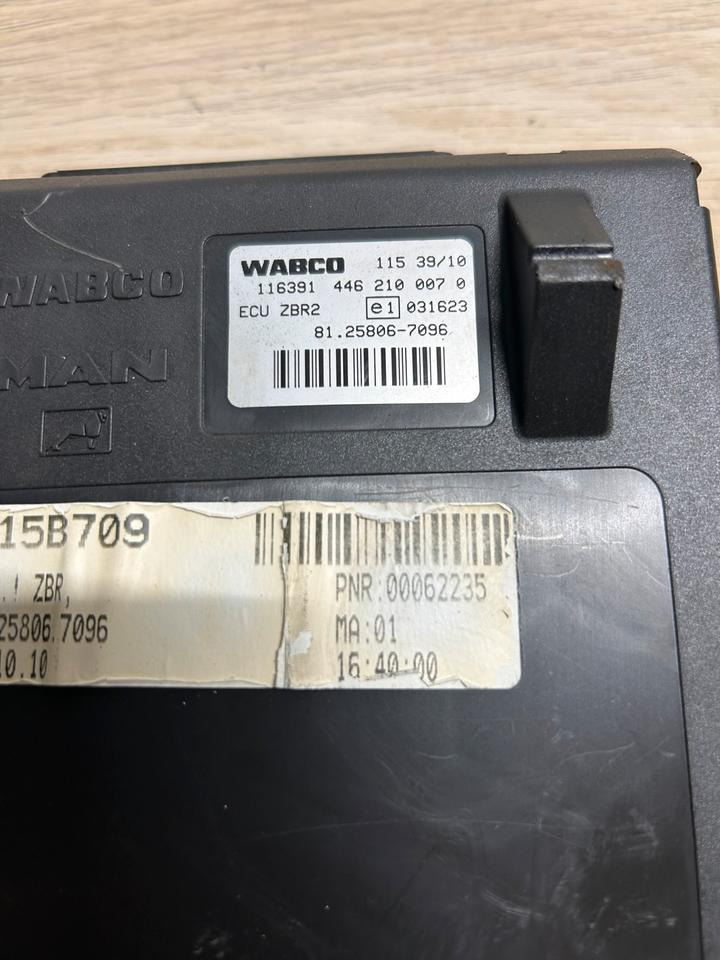 WABCO
MAN
WABCO 115 39/10
116391 446 210 007 0
ECU ZBR2 e1 031623
81.25806-7096
15B709
.! ZBR,
25806.7096
10.10
PNR.00062235
MA:01
16:40:00